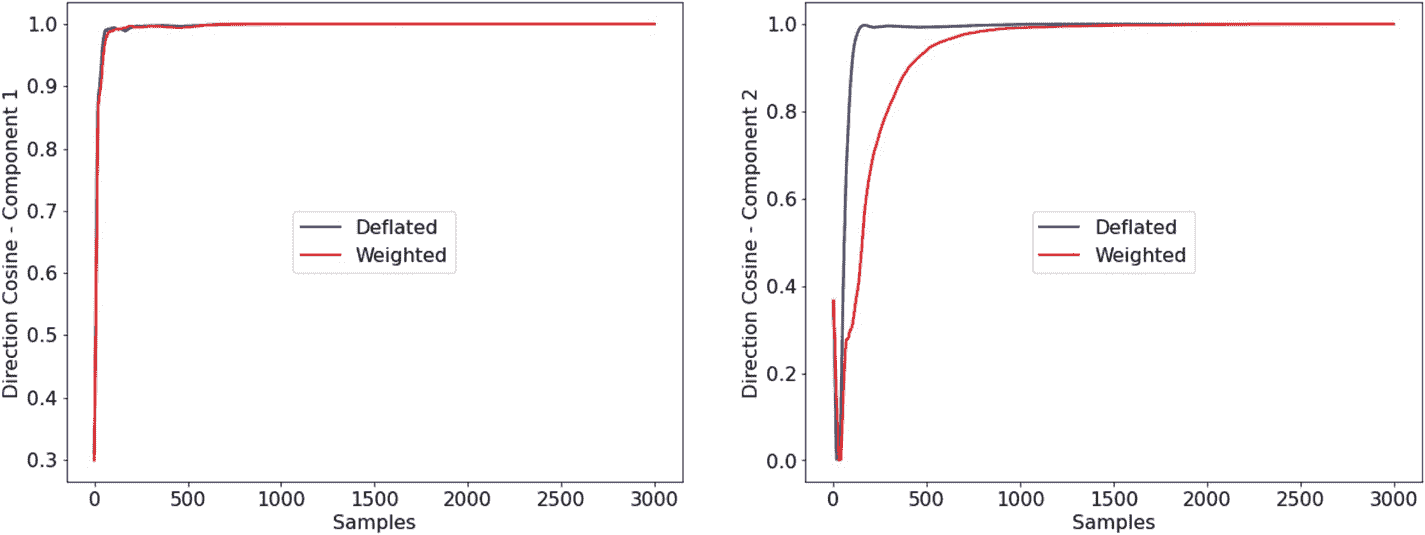 Direction Cosine - Component 1
1.0
0.9
0.8
0.7
0.6
0.5
0.4
0.3
Deflated
Weighted
0 500 1000 1500 2000 2500 3000
Samples
Direction Cosine - Component 2
1.0
0.8
0.6
0.4
0.2
0.0
Deflated
Weighted
0 500 1000 1500 2000 2500 3000
Samples